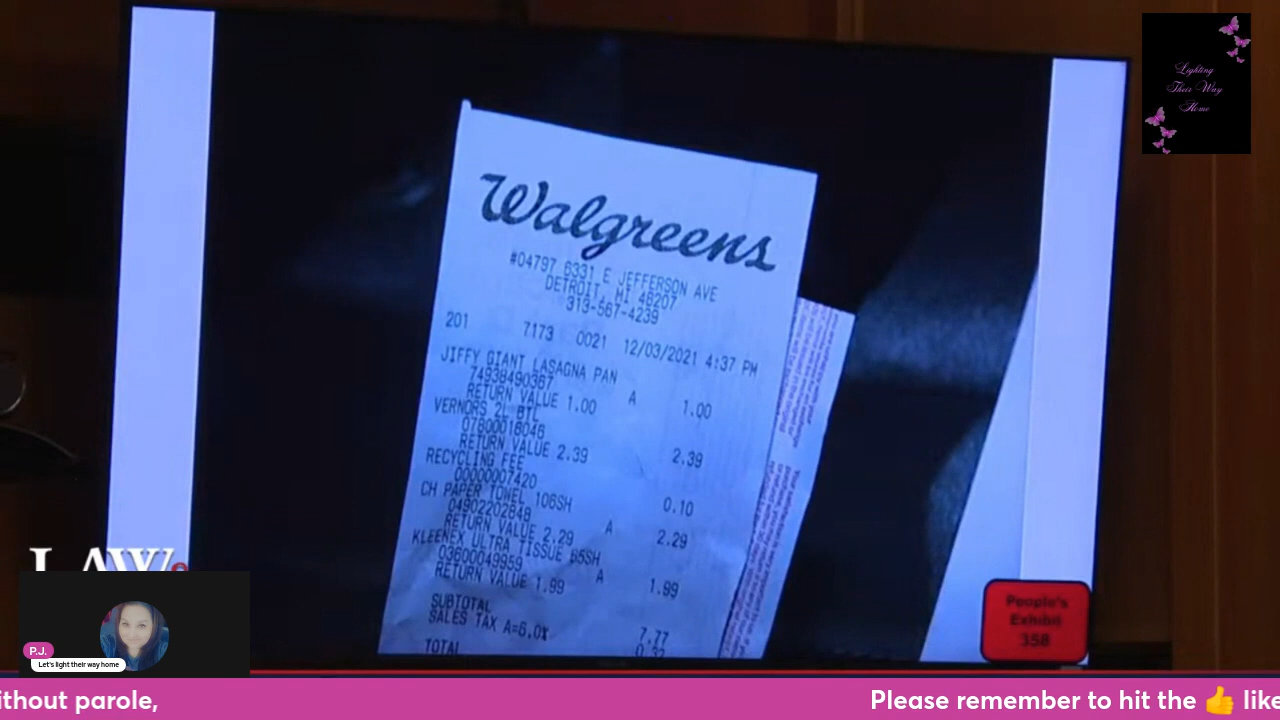 Lighting
Their Way
Home
Walgreens
#04797 6331 E JEFFERSON AVE
DETROIT, MI 48207
313-567-4239
201 7173 0021 12/03/2021 4:37 PM
JIFFY GIANT LASAGNA PAN
74938490367 A 1.00
RETURN VALUE 1.00
VERNORS 2L BTL
07800016046 2.39
RETURN VALUE 2.39
RECYCLING FEE
00000007420 0.10
CH PAPER TOWEL 106SH
04902202848 A 2.29
RETURN VALUE 2.29
KLEENEX ULTRA TISSUE 65SH
03600049959 A 1.99
RETURN VALUE 1.99
SUBTOTAL 7.77
SALES TAX A=6.0% 0.32
TOTAL
People's
Exhibit
358
LAW
P.J.
Let's light their way home
ithout parole,
Please remember to hit the 👍 like